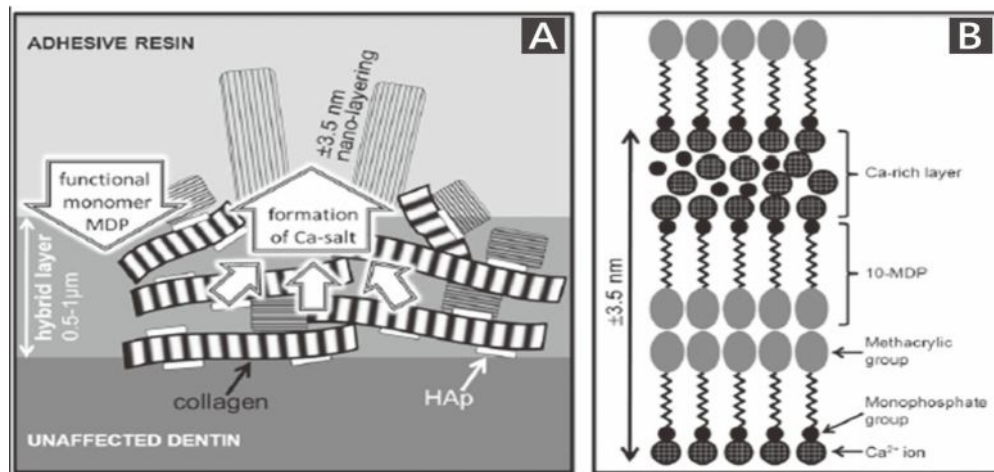 ADHESIVE RESIN
A
±3.5 nm
nano-layering
functional
monomer
MDP
formation
of Ca-salt
hybrid layer
0.5-1µm
collagen
HAp
UNAFFECTED DENTIN
B
±3.5 nm
Ca-rich layer
10-MDP
Methacrylic
group
Monophosphate
group
Ca²⁺ ion